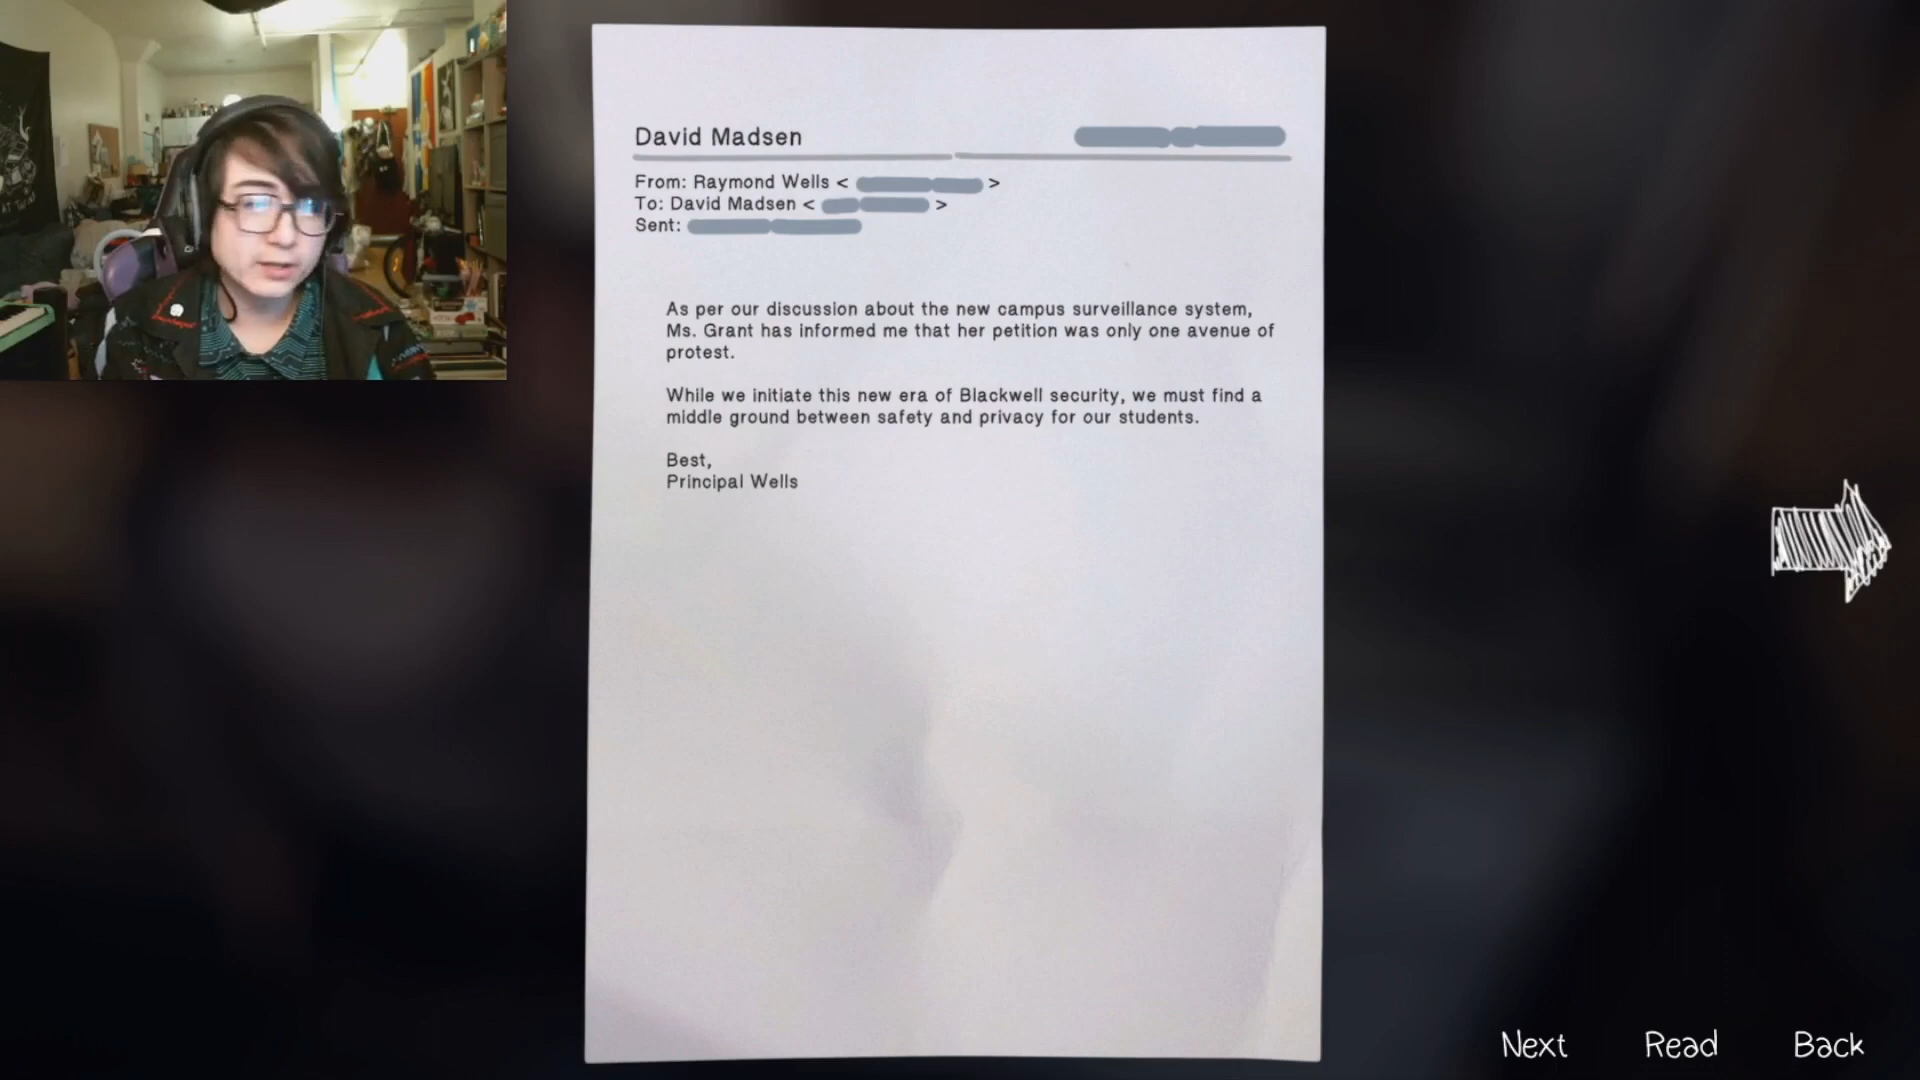 David Madsen
From: Raymond Wells < >
To: David Madsen < >
Sent:
As per our discussion about the new campus surveillance system,
Ms. Grant has informed me that her petition was only one avenue of
protest.
While we initiate this new era of Blackwell security, we must find a
middle ground between safety and privacy for our students.
Best,
Principal Wells
Next Read Back